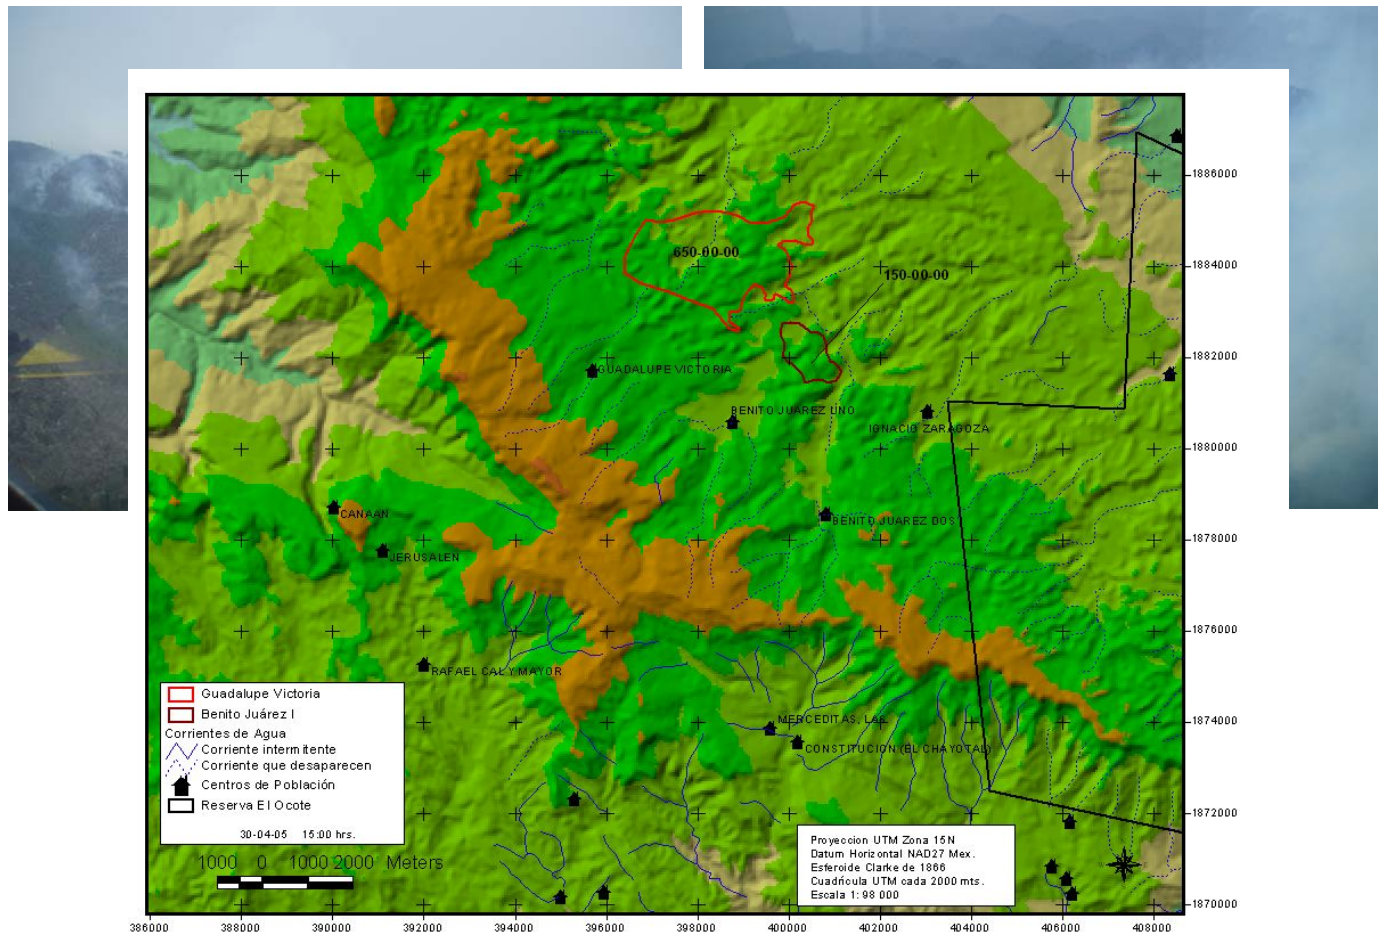 1886000
650-00-00
1884000
150-00-00
1882000
GUADALUPE VICTORIA
BENITO JUAREZ UNO
IGNACIO ZARAGOZA
1880000
CANAAN
BENITO JUAREZ DOS
1878000
JERUSALEN
1876000
RAFAEL CAL Y MAYOR
MERCEDITAS, LAS
1874000
CONSTITUCION (EL CHAYOTAL)
1872000
1870000
Guadalupe Victoria
Benito Juárez I
Corrientes de Agua
Corriente intermitente
Corriente que desaparecen
Centros de Población
Reserva El Ocote
30-04-05 15:00 hrs.
1000 0 1000 2000 Meters
Proyeccion UTM Zona 15N
Datum Horizontal NAD27 Mex.
Esferoide Clarke de 1866
Cuadrícula UTM cada 2000 mts.
Escala 1: 98 000
386000 388000 390000 392000 394000 396000 398000 400000 402000 404000 406000 408000